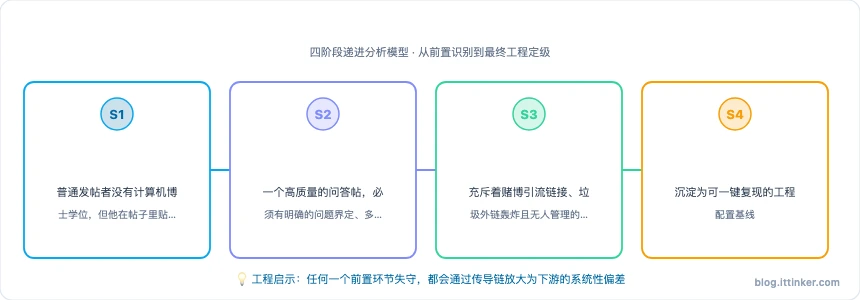 四阶段递进分析模型 · 从前置识别到最终工程定级
S1
普通发帖者没有计算机博
士学位，但他在帖子里贴...
S2
一个高质量的问答帖，必
须有明确的问题界定、多...
S3
充斥着赌博引流链接、垃
圾外链轰炸且无人管理的...
S4
沉淀为可一键复现的工程
配置基线
💡 工程启示：任何一个前置环节失守，都会通过传导链放大为下游的系统性偏差
blog.ittinker.com